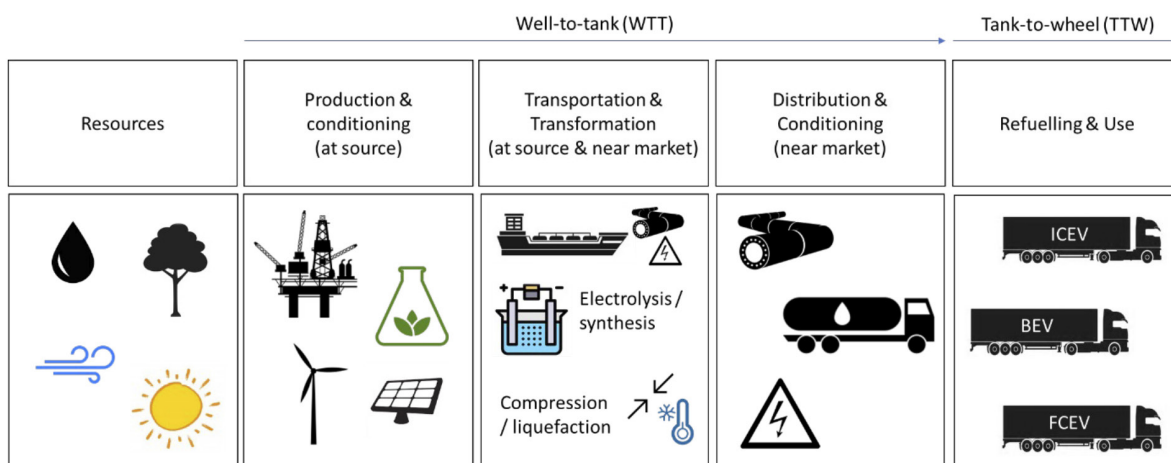 Well-to-tank (WTT)
Tank-to-wheel (TTW)
Resources
Production &
conditioning
(at source)
Transportation &
Transformation
(at source & near market)
Distribution &
Conditioning
(near market)
Refuelling & Use
Electrolysis /
synthesis
Compression
/ liquefaction
ICEV
BEV
FCEV